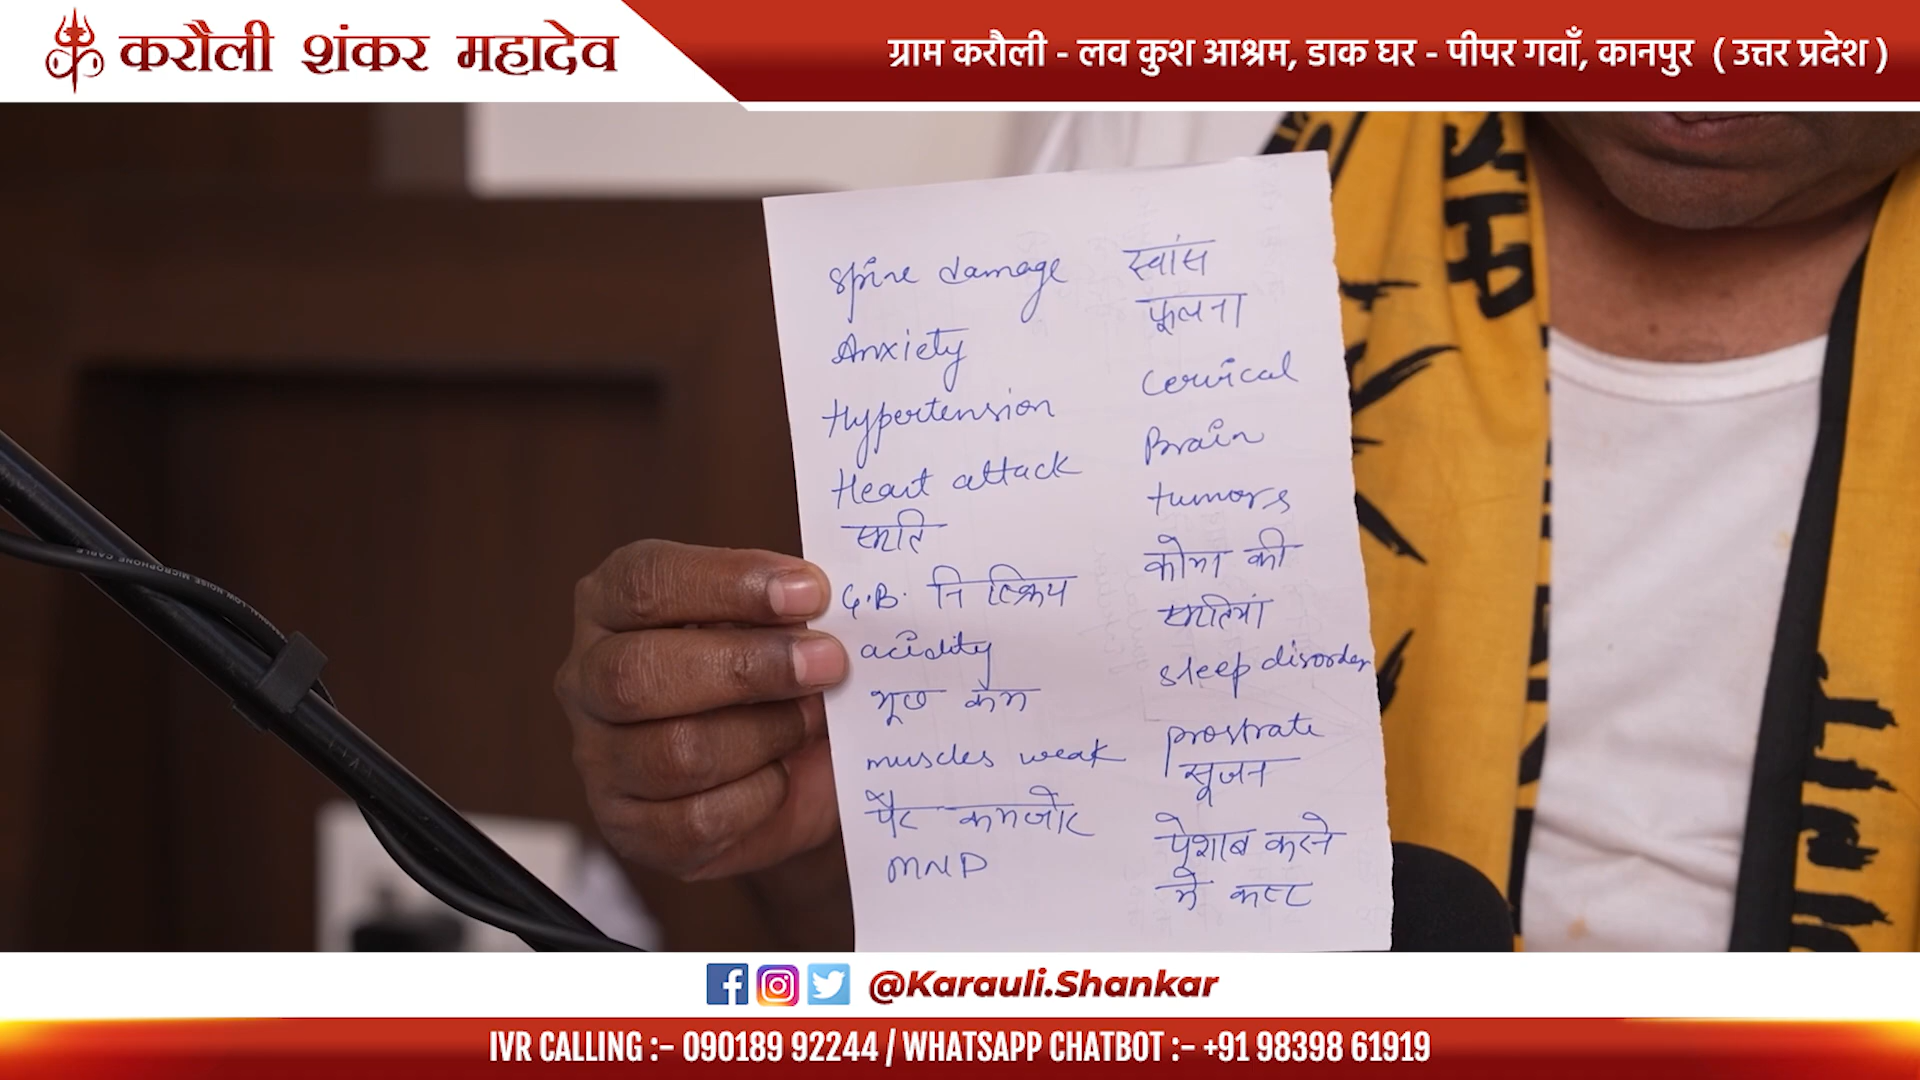 करौली शंकर महादेव
ग्राम करौली - लव कुश आश्रम, डाक घर - पीपर गवाँ, कानपुर ( उत्तर प्रदेश )
Spine damage
Anxiety
Hypertension
Heart attack
स्मृति
G.B. निष्क्रिय
acidity
भूख कम
muscles weak
पैर कमजोर
MND
स्वांस
फूलना
Cervical
Brain
tumors
कोमा की
sleep disorder
prostrate
सूजन
पेशाब करने
में कष्ट
@Karauli.Shankar
IVR CALLING :- 090189 92244 / WHATSAPP CHATBOT :- +91 98398 61919